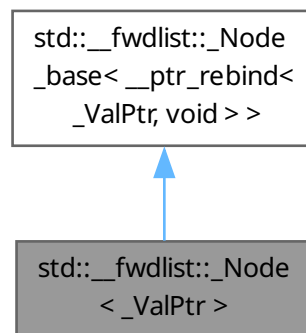 std::__fwdlist::_Node
_base< __ptr_rebind<
_ValPtr, void > >
std::__fwdlist::_Node
< _ValPtr >